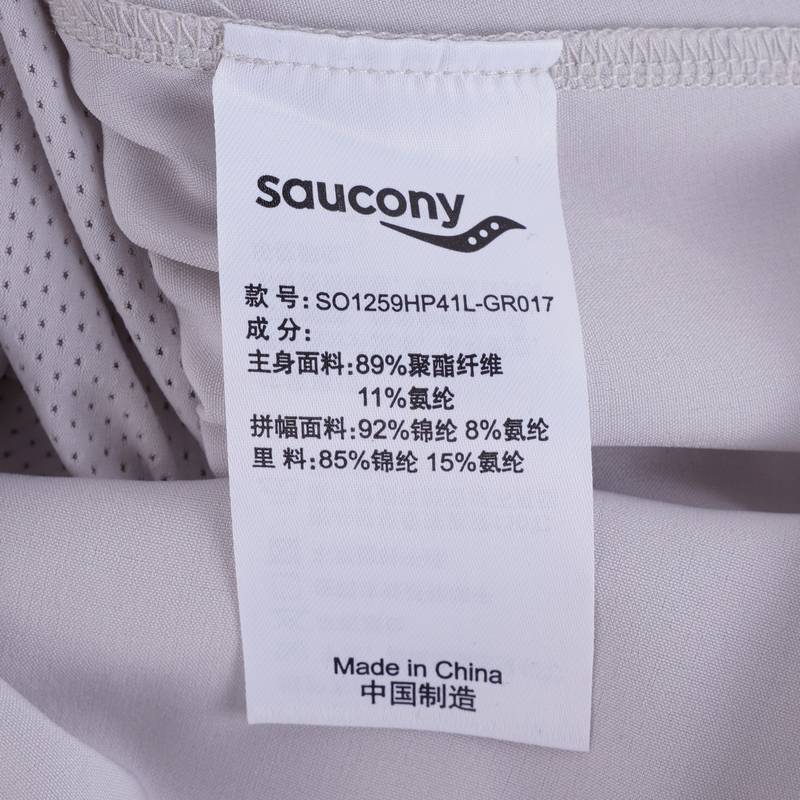 saucony
款 号: SO1259HP41L-GR017
成 分:
主身面料:89%聚酯纤维
11%氨纶
拼幅面料:92%锦纶 8%氨纶
里 料:85%锦纶 15%氨纶
Made in China
中国制造